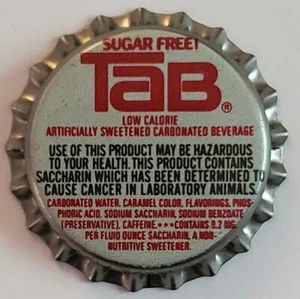 SUGAR FREE!
TaB®
LOW CALORIE
ARTIFICIALLY SWEETENED CARBONATED BEVERAGE
USE OF THIS PRODUCT MAY BE HAZARDOUS
TO YOUR HEALTH. THIS PRODUCT CONTAINS
SACCHARIN WHICH HAS BEEN DETERMINED TO
CAUSE CANCER IN LABORATORY ANIMALS.
CARBONATED WATER, CARAMEL COLOR, FLAVORINGS, PHOS-
PHORIC ACID, SODIUM SACCHARIN, SODIUM BENZOATE
(PRESERVATIVE), CAFFEINE •••CONTAINS 9.2 MG.
PER FLUID OUNCE SACCHARIN, A NON-
NUTRITIVE SWEETENER.